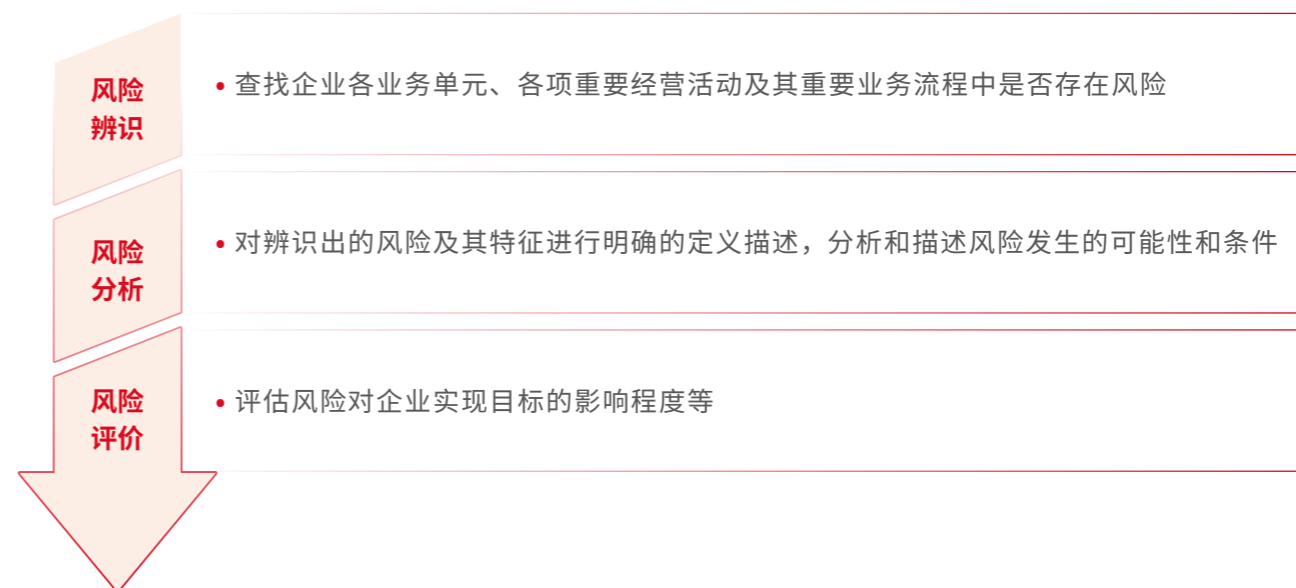 风险
辨识
• 查找企业各业务单元、各项重要经营活动及其重要业务流程中是否存在风险
风险
分析
• 对辨识出的风险及其特征进行明确的定义描述，分析和描述风险发生的可能性和条件
风险
评价
• 评估风险对企业实现目标的影响程度等